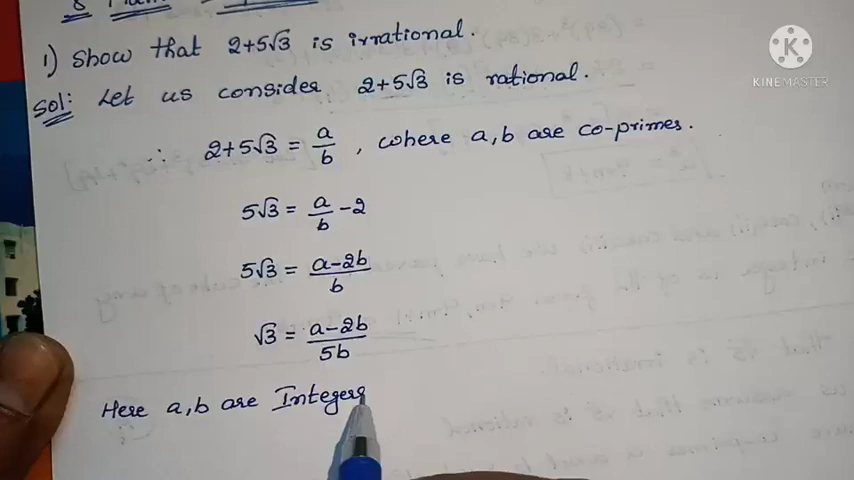 1) Show that 2+5√3 is irrational.
Sol: Let us consider 2+5√3 is rational.
∴ 2+5√3 = a/b, where a,b are co-primes.
5√3 = a/b - 2
5√3 = a-2b/b
√3 = a-2b/5b
Here a,b are Integers
K
KINEMASTER